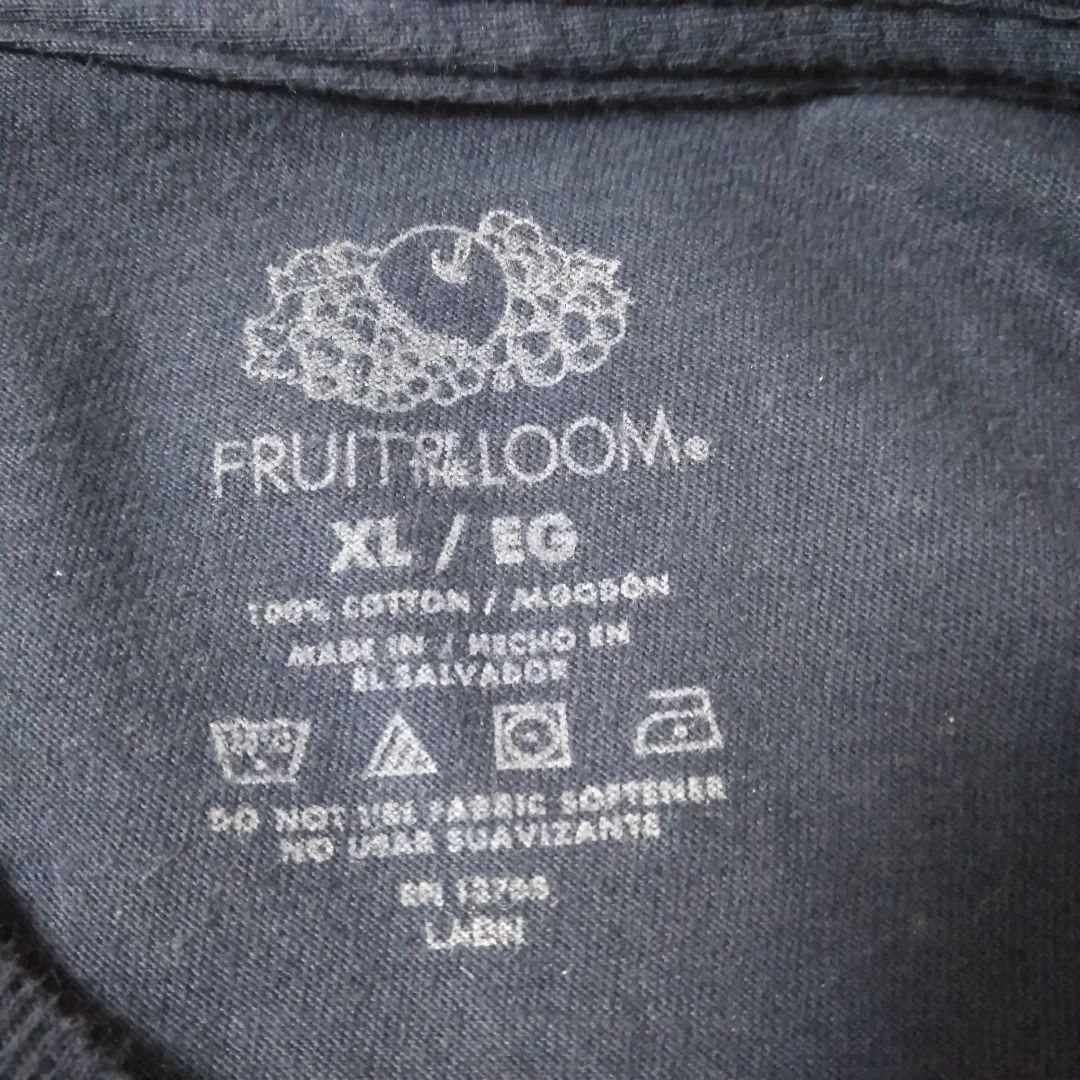 FRUIT OF THE LOOM®
XL / EG
100% COTTON / ALGODÓN
MADE IN / HECHO EN
EL SALVADOR
DO NOT USE FABRIC SOFTENER
NO USAR SUAVIZANTE